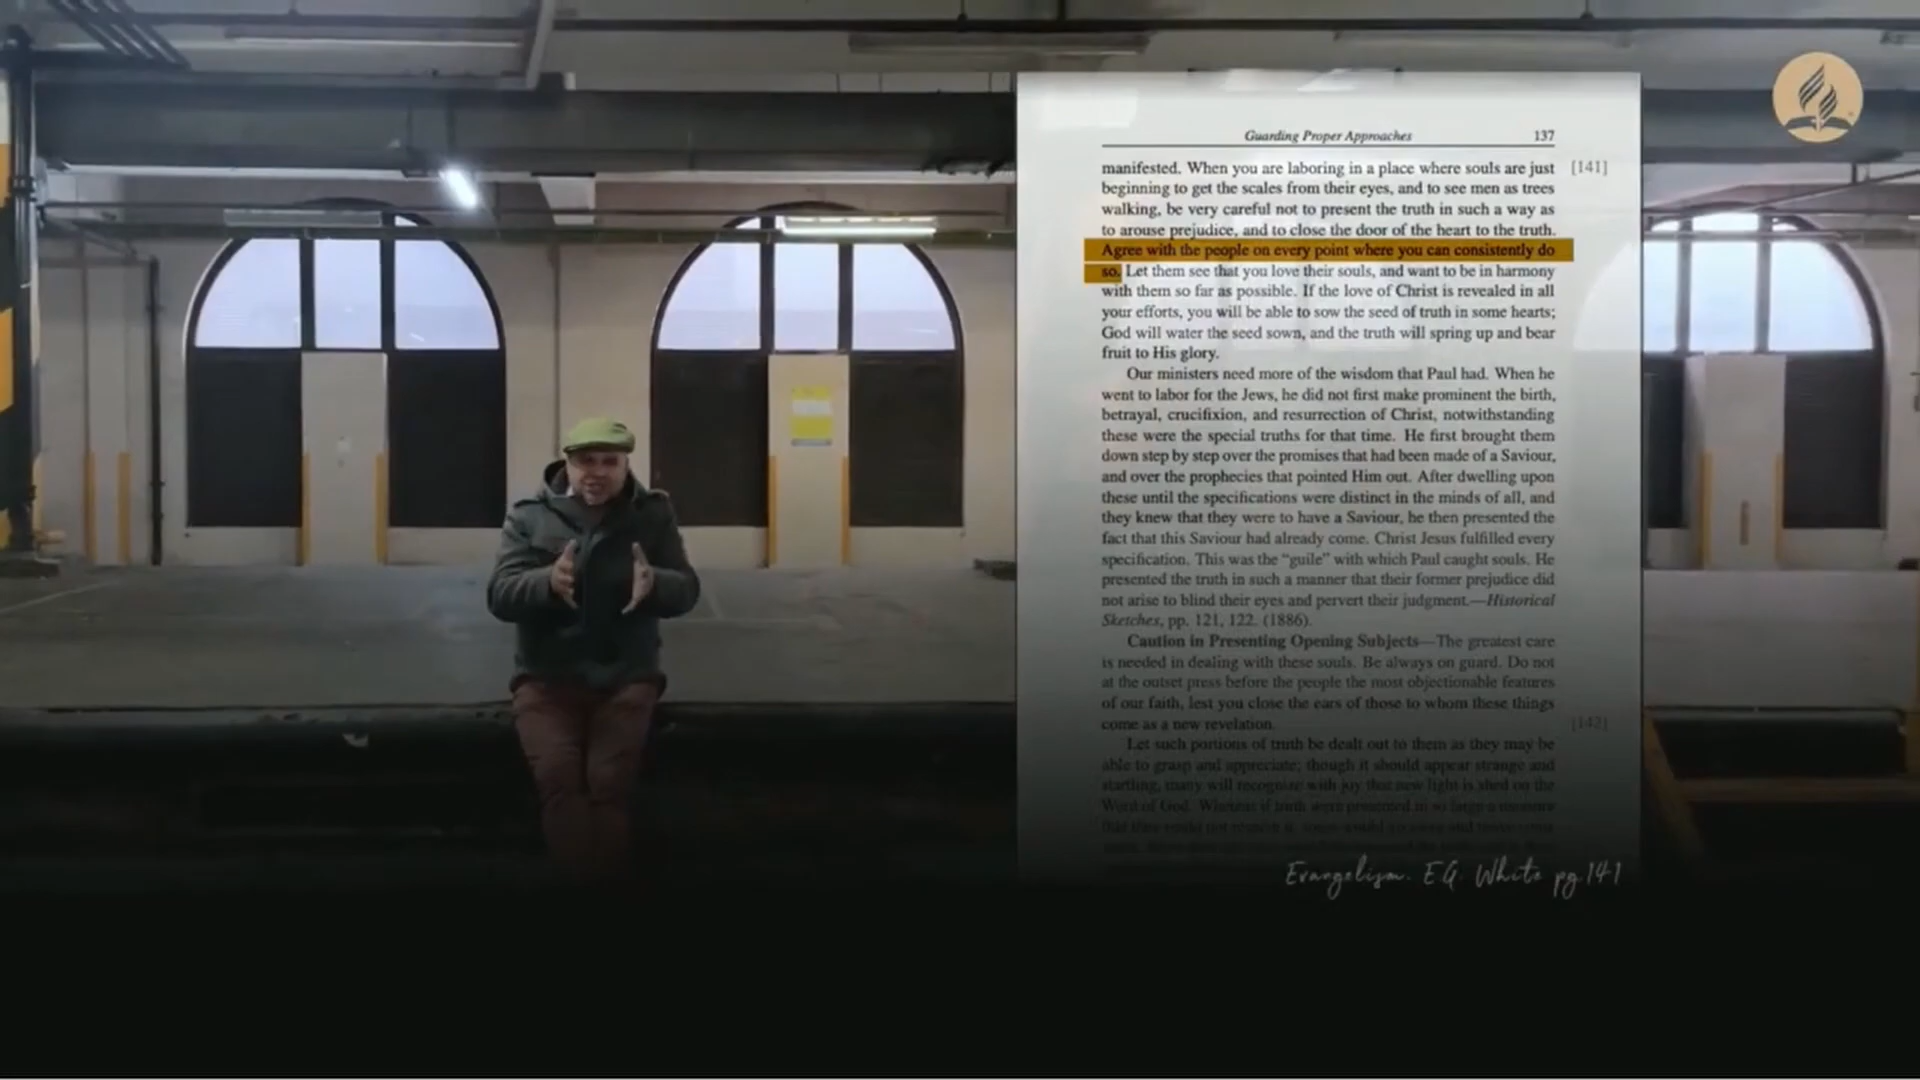 Guarding Proper Approaches 137
manifested. When you are laboring in a place where souls are just [141]
beginning to get the scales from their eyes, and to see men as trees
walking, be very careful not to present the truth in such a way as
to arouse prejudice, and to close the door of the heart to the truth.
Agree with the people on every point where you can consistently do
so. Let them see that you love their souls, and want to be in harmony
with them so far as possible. If the love of Christ is revealed in all
your efforts, you will be able to sow the seed of truth in some hearts;
God will water the seed sown, and the truth will spring up and bear
fruit to His glory.
Our ministers need more of the wisdom that Paul had. When he
went to labor for the Jews, he did not first make prominent the birth,
betrayal, crucifixion, and resurrection of Christ, notwithstanding
these were the special truths for that time. He first brought them
down step by step over the promises that had been made of a Saviour,
and over the prophecies that pointed Him out. After dwelling upon
these until the specifications were distinct in the minds of all, and
they knew that they were to have a Saviour, he then presented the
fact that this Saviour had already come. Christ Jesus fulfilled every
specification. This was the “guile” with which Paul caught souls. He
presented the truth in such a manner that their former prejudice did
not arise to blind their eyes and pervert their judgment.—Historical
Sketches, pp. 121, 122. (1886).
Caution in Presenting Opening Subjects—The greatest care
is needed in dealing with these souls. Be always on guard. Do not
at the outset press before the people the most objectionable features
of our faith, lest you close the ears of those to whom these things
come as a new revelation. [142]
Let such portions of truth be dealt out to them as they may be
able to grasp and appreciate; though it should appear strange and
startling, many will recognize with joy that new light is shed on the
Word of God. Whereas if truth were presented in so large a measure
Evangelism. E.G. White pg.141